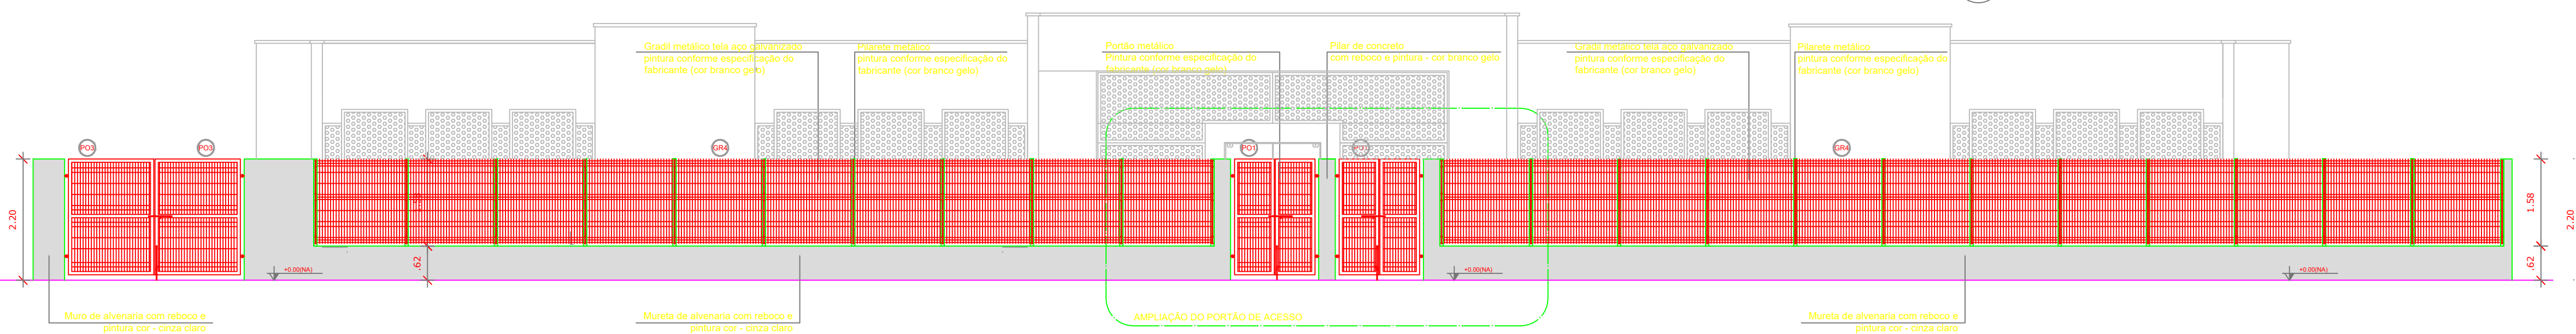 Gradil metálico tela aço galvanizado
pintura conforme especificação do
fabricante (cor branco gelo)
Pilarete metálico
pintura conforme especificação do
fabricante (cor branco gelo)
Portão metálico
Pintura conforme especificação do
fabricante (cor branco gelo)
Pilar de concreto
com reboco e pintura - cor branco gelo
Gradil metálico tela aço galvanizado
pintura conforme especificação do
fabricante (cor branco gelo)
Pilarete metálico
pintura conforme especificação do
fabricante (cor branco gelo)
PO3
PO3
GR4
PO1
PO1
GR4
2.20
1.58
.62
1.58
.62
2.20
+0.00(NA)
+0.00(NA)
+0.00(NA)
Muro de alvenaria com reboco e
pintura cor - cinza claro
Mureta de alvenaria com reboco e
pintura cor - cinza claro
AMPLIAÇÃO DO PORTÃO DE ACESSO
Mureta de alvenaria com reboco e
pintura cor - cinza claro